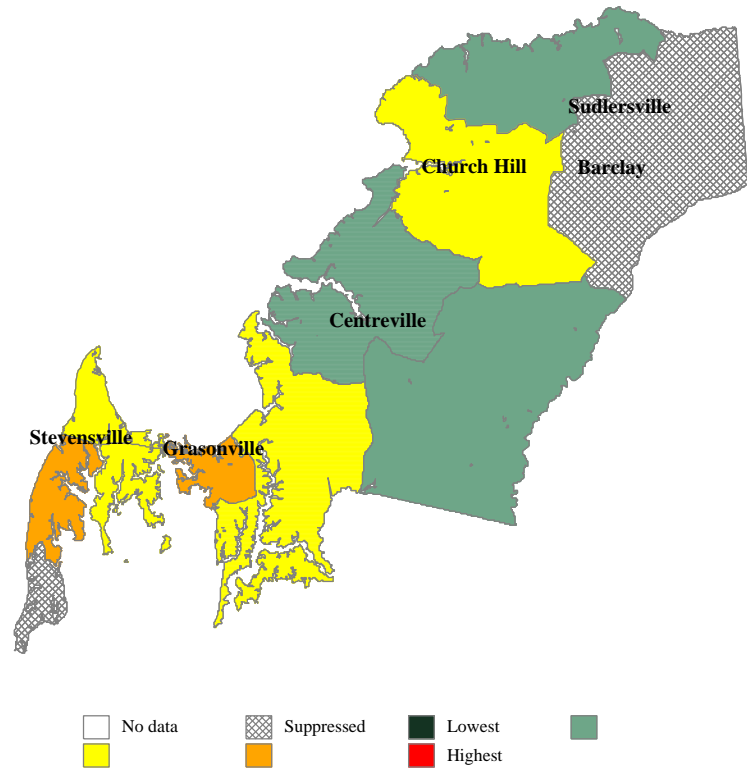 Sudlersville
Church Hill
Barclay
Centreville
Stevensville
Grasonville
No data
Suppressed
Lowest
Highest